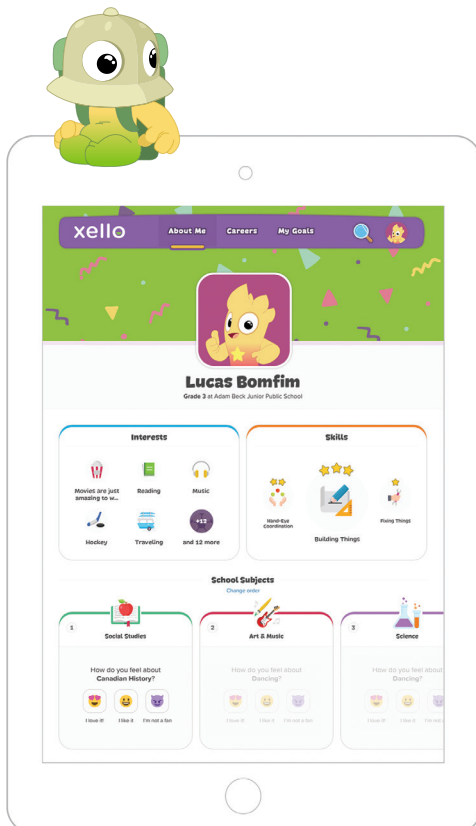 xello
About Me
Careers
My Goals
Lucas Bomfim
Grade 3 at Adam Beck Junior Public School
Interests
Movies are just
amazing to w...
Reading
Music
Hockey
Traveling
+12
and 12 more
Skills
Hand-Eye
Coordination
Building Things
Fixing Things
School Subjects
Change order
1
Social Studies
How do you feel about
Canadian History?
I love it!
I like it
I'm not a fan
2
Art & Music
How do you feel about
Dancing?
I love it!
I like it
I'm not a fan
3
Science
How do you feel about
Dancing?
I love it!
I like it
I'm not